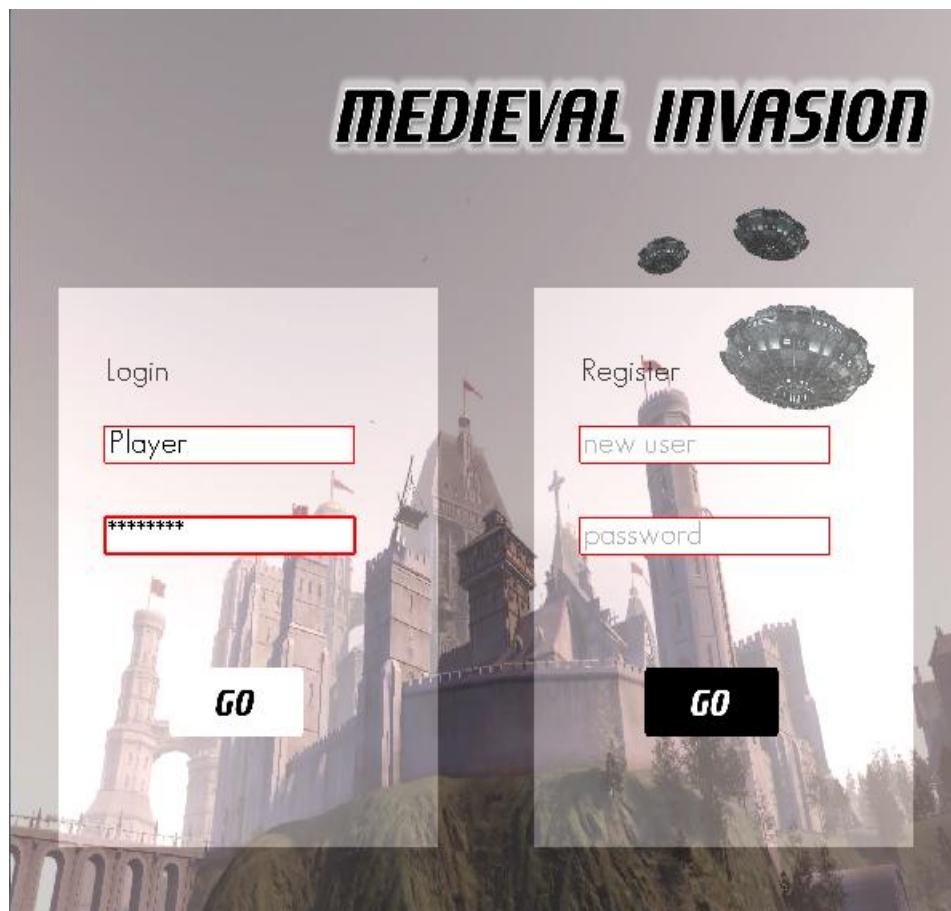 MEDIEVAL INVASION
Login
Player
********
GO
Register
new user
password
GO